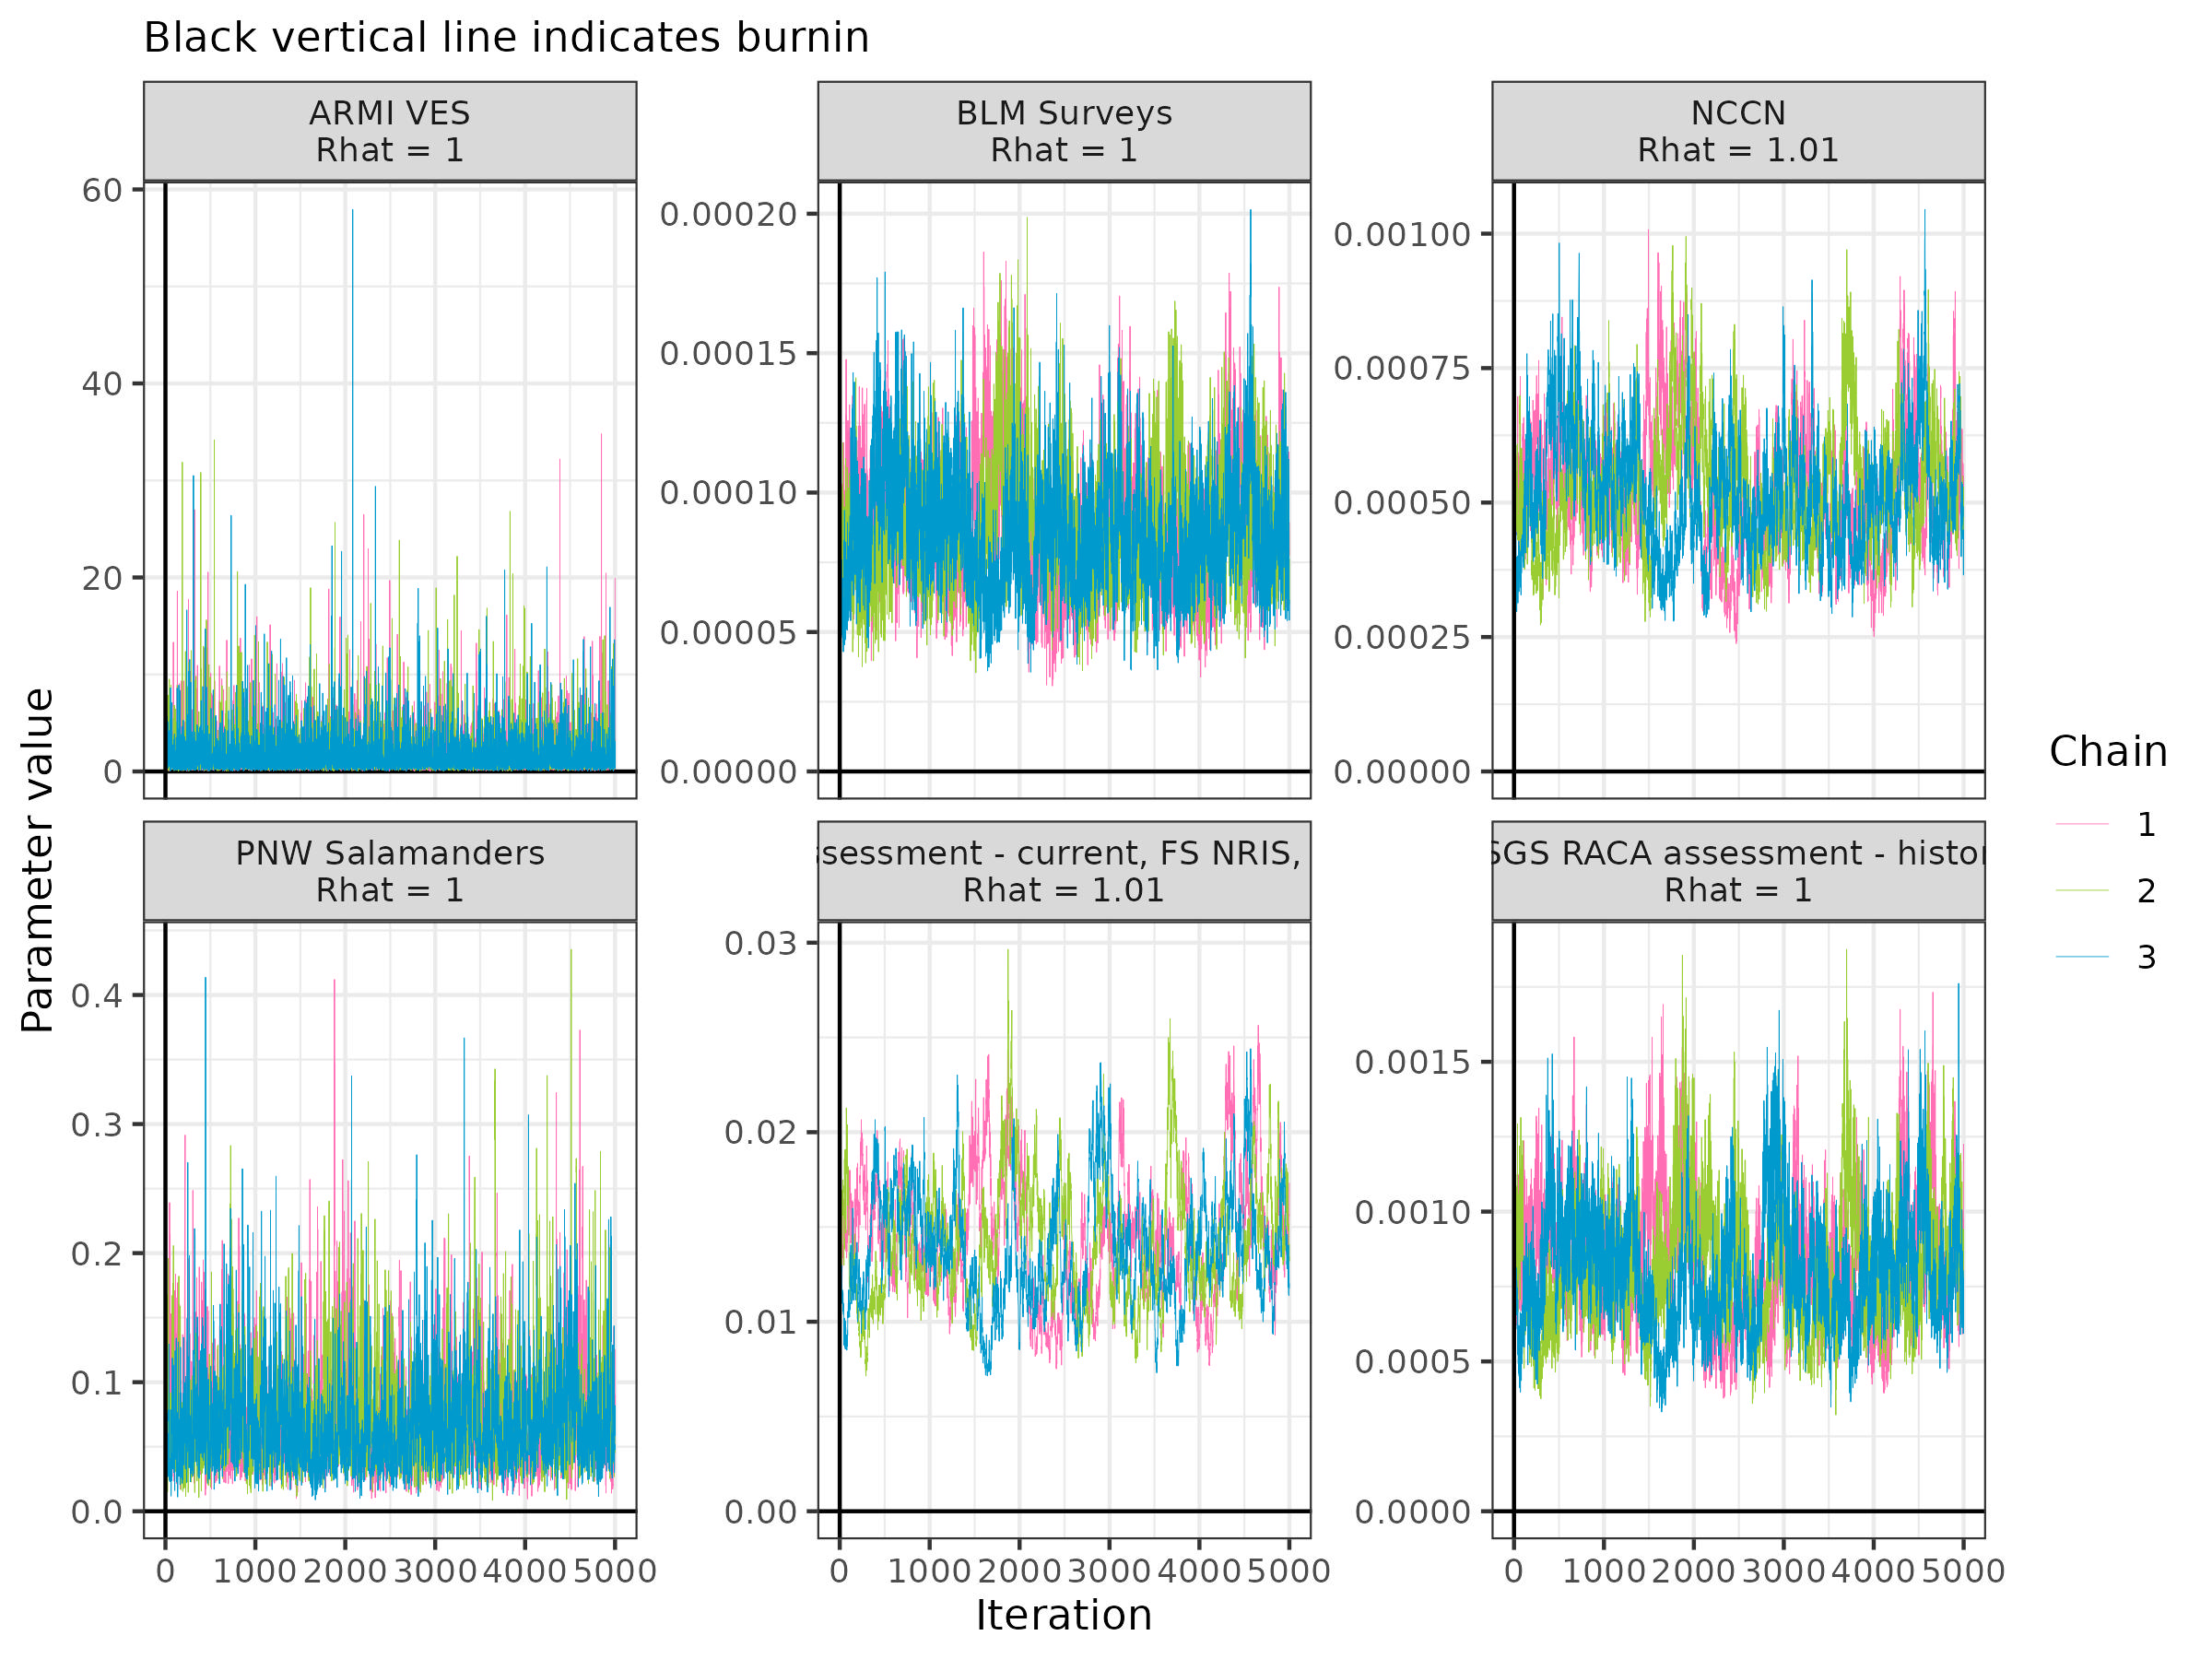 Black vertical line indicates burnin
ARMI VES
Rhat = 1
BLM Surveys
Rhat = 1
NCCN
Rhat = 1.01
60
40
20
0
0.00020
0.00015
0.00010
0.00005
0.00000
0.00100
0.00075
0.00050
0.00025
0.00000
Parameter value
PNW Salamanders
Rhat = 1
ssessment - current, FS NRIS,
Rhat = 1.01
SGS RACA assessment - histor
Rhat = 1
0.4
0.3
0.2
0.1
0.0
0.03
0.02
0.01
0.00
0.0015
0.0010
0.0005
0.0000
0 1000 2000 3000 4000 5000
0 1000 2000 3000 4000 5000
0 1000 2000 3000 4000 5000
Iteration
Chain
1
2
3